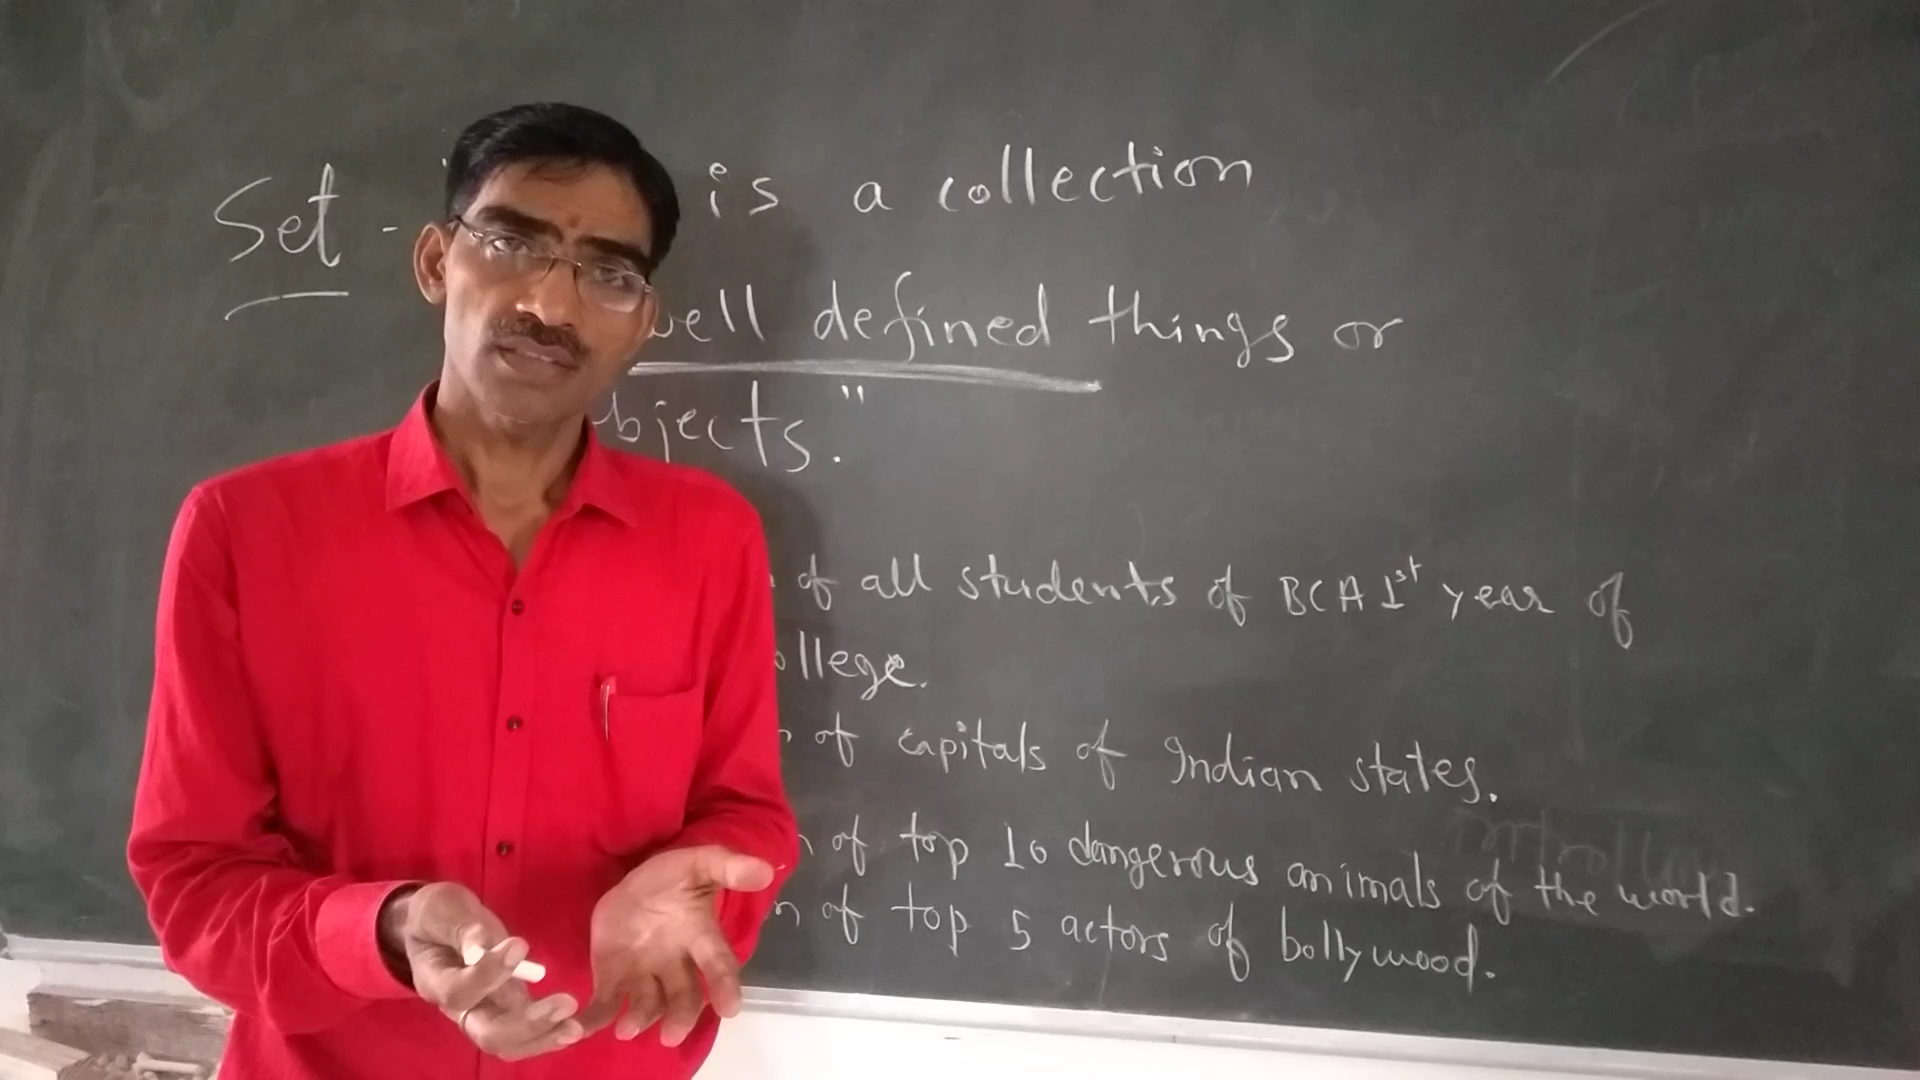 Set - is a collection
well defined things or
bjects."
of all students of BCA 1st year of
ollege.
of capitals of Indian states.
of top 10 dangerous animals of the world.
of top 5 actors of bollywood.